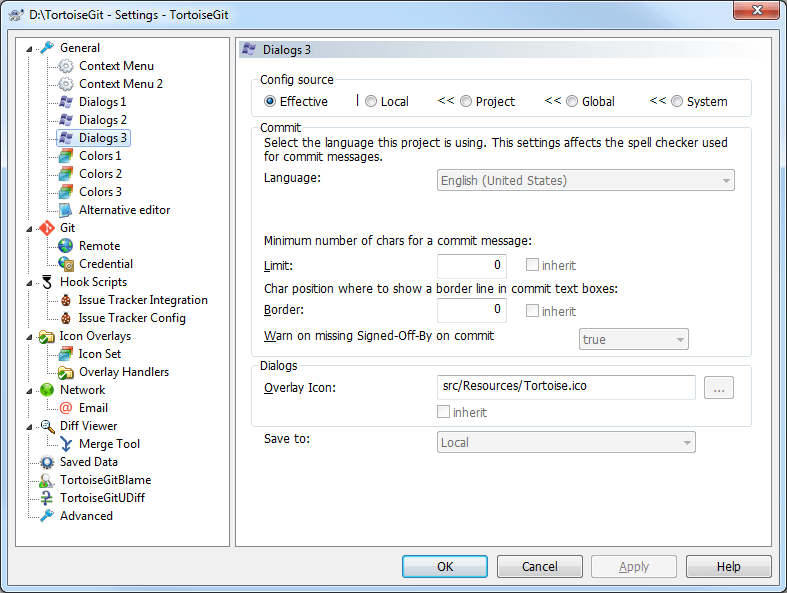 D:\TortoiseGit - Settings - TortoiseGit
General
Context Menu
Context Menu 2
Dialogs 1
Dialogs 2
Dialogs 3
Colors 1
Colors 2
Colors 3
Alternative editor
Git
Remote
Credential
Hook Scripts
Issue Tracker Integration
Issue Tracker Config
Icon Overlays
Icon Set
Overlay Handlers
Network
Email
Diff Viewer
Merge Tool
Saved Data
TortoiseGitBlame
TortoiseGitUDiff
Advanced
Dialogs 3
Config source
Effective | Local << Project << Global << System
Commit
Select the language this project is using. This settings affects the spell checker used
for commit messages.
Language: English (United States)
Minimum number of chars for a commit message:
Limit: 0 inherit
Char position where to show a border line in commit text boxes:
Border: 0 inherit
Warn on missing Signed-Off-By on commit true
Dialogs
Overlay Icon: src/Resources/Tortoise.ico ...
inherit
Save to: Local
OK Cancel Apply Help